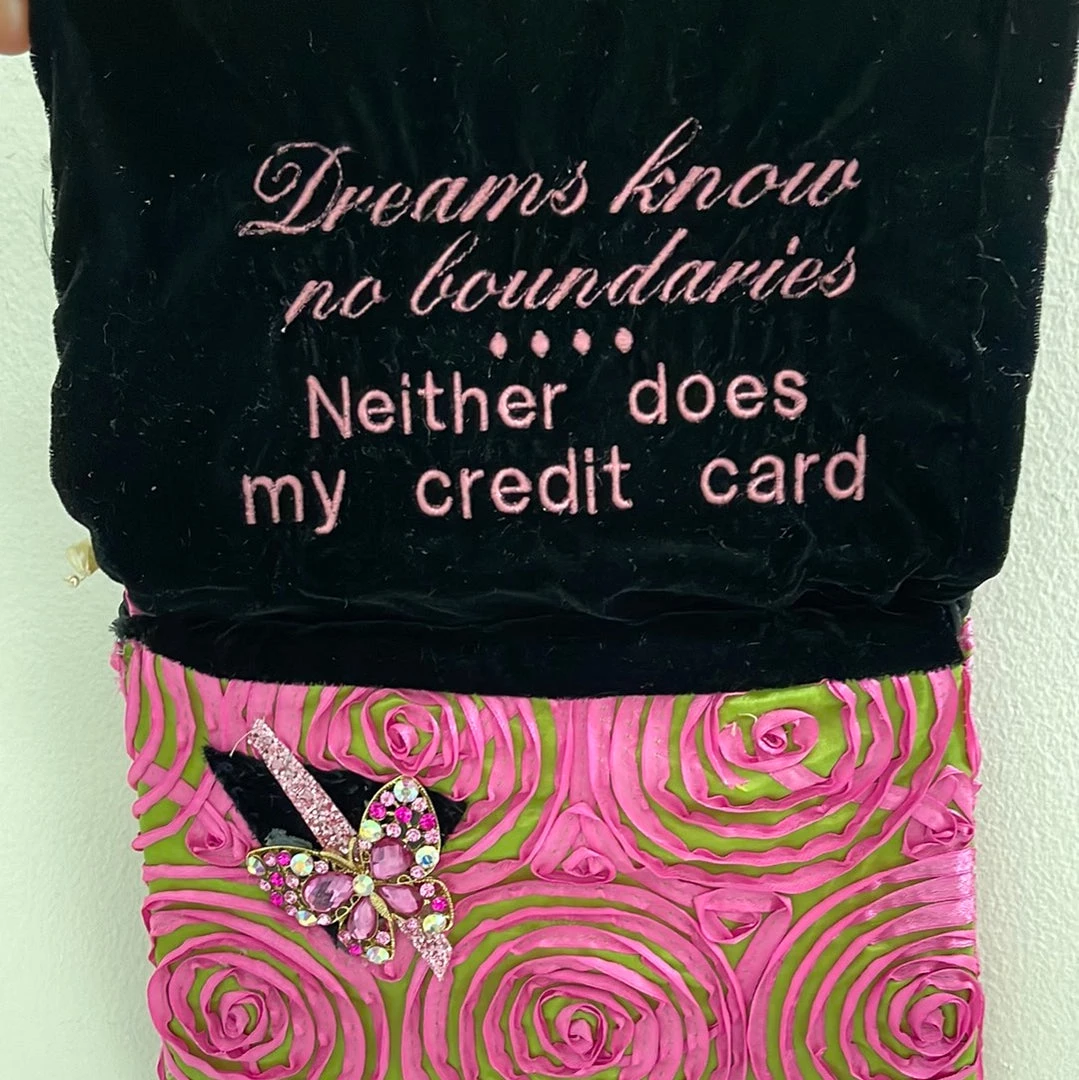 Dreams know
no boundaries
Neither does
my credit card